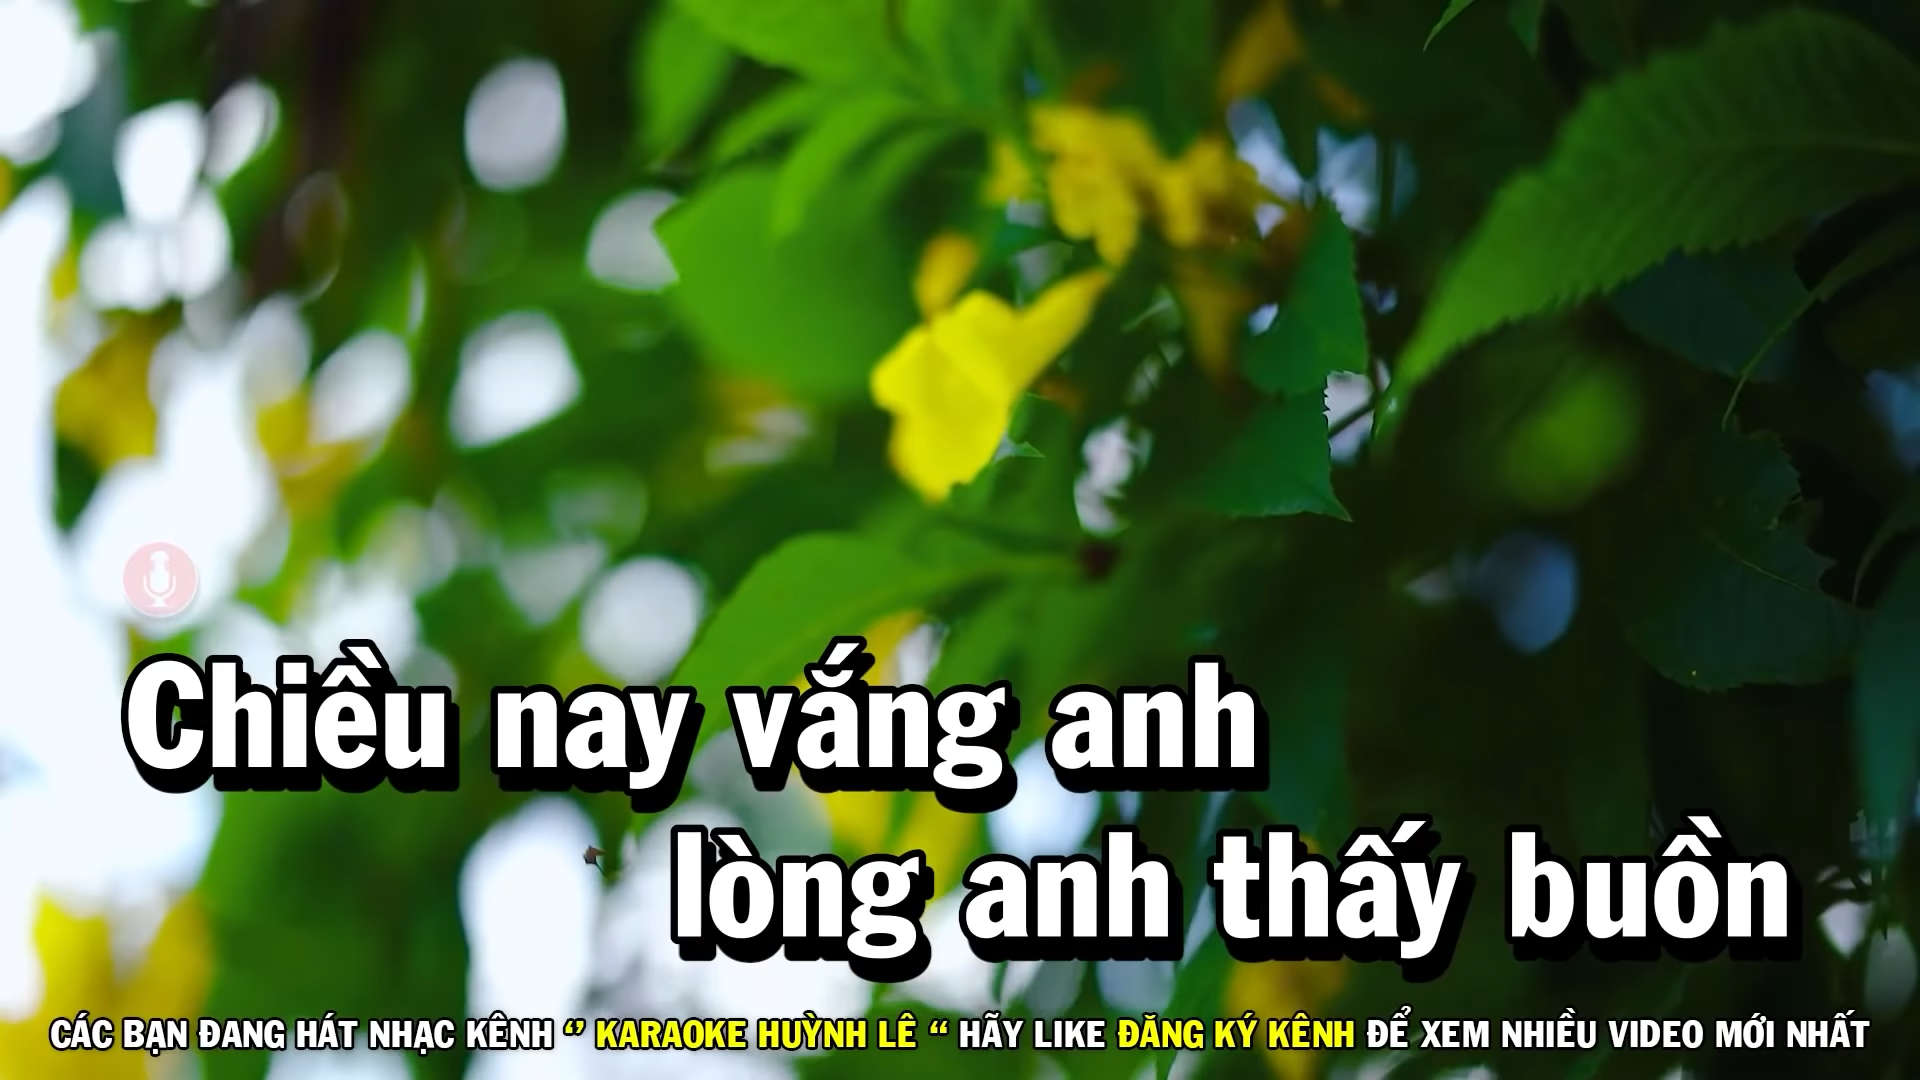 Chiều nay vắng anh
lòng anh thấy buồn
CÁC BẠN ĐANG HÁT NHẠC KÊNH ‘’ KARAOKE HUỲNH LÊ “ HÃY LIKE ĐĂNG KÝ KÊNH ĐỂ XEM NHIỀU VIDEO MỚI NHẤT